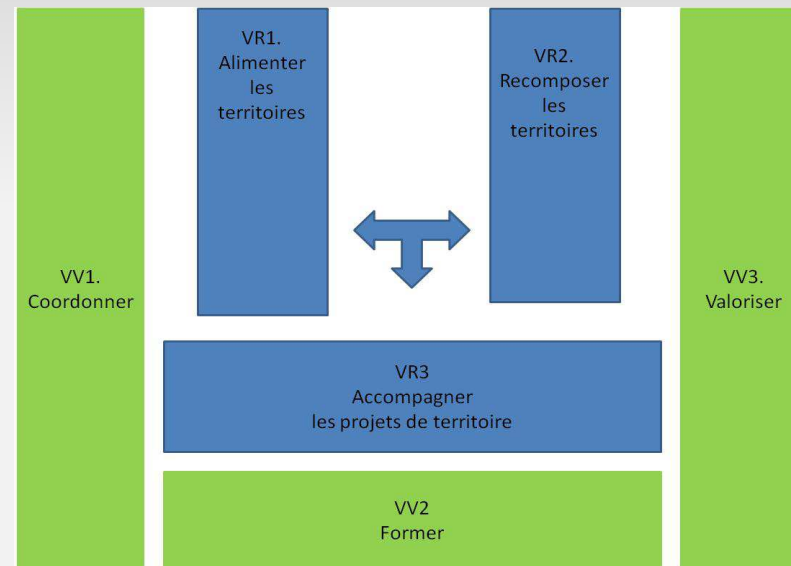 VR1.
Alimenter
les
territoires
VR2.
Recomposer
les
territoires
VV1.
Coordonner
VV3.
Valoriser
VR3
Accompagner
les projets de territoire
VV2
Former